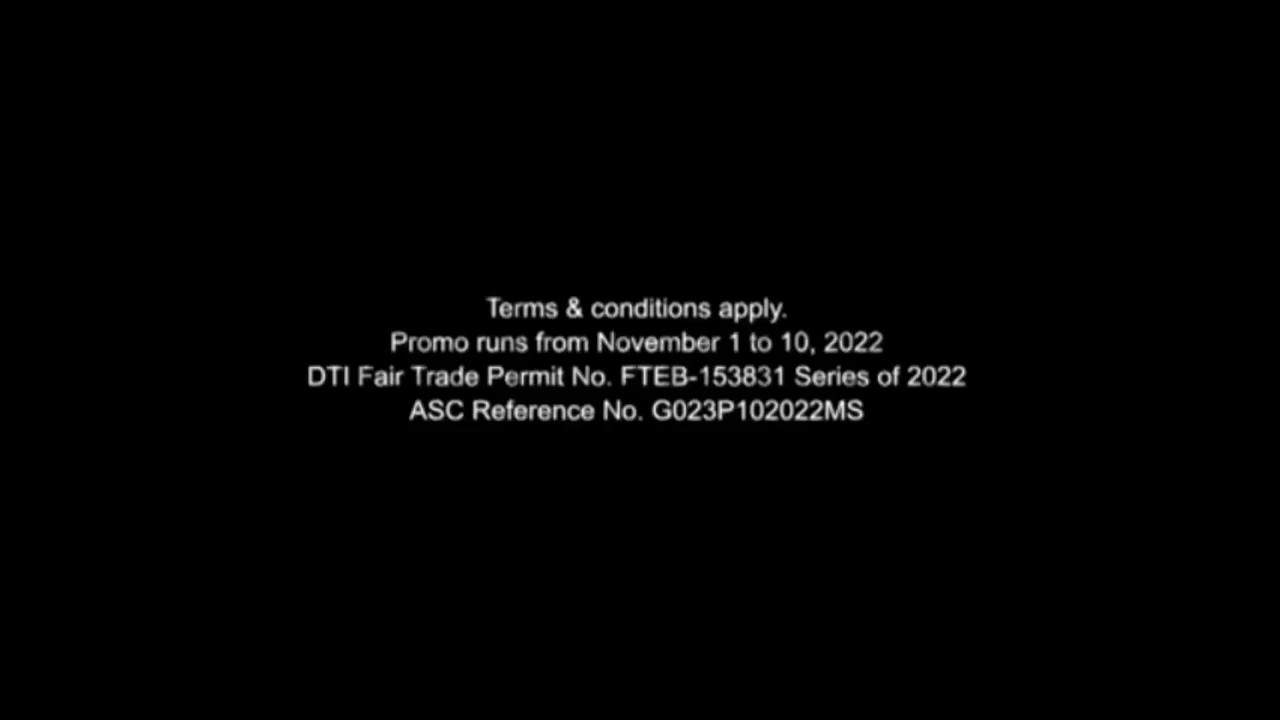 Terms & conditions apply.
Promo runs from November 1 to 10, 2022
DTI Fair Trade Permit No. FTEB-153831 Series of 2022
ASC Reference No. G023P102022MS